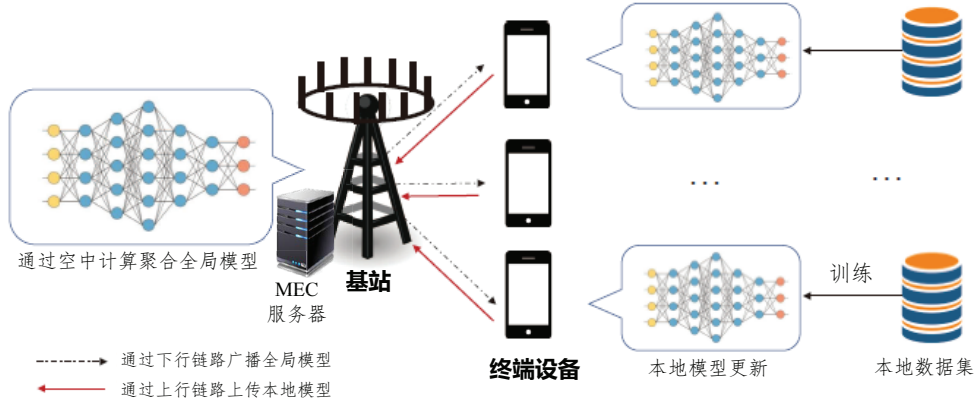 ...
...
通过空中计算聚合全局模型
MEC
服务器
基站
训练
终端设备
本地模型更新
本地数据集
通过下行链路广播全局模型
通过上行链路上传本地模型